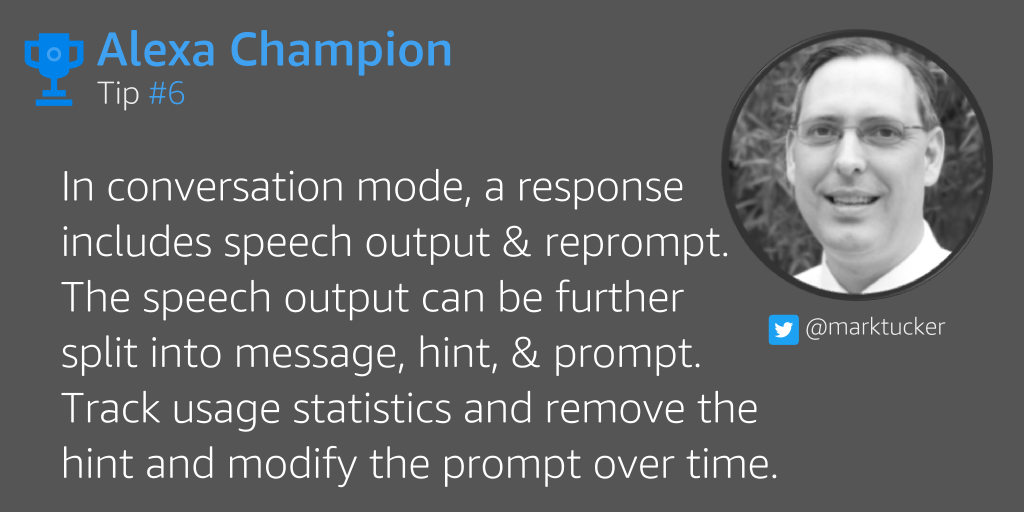 Alexa Champion
Tip #6
In conversation mode, a response
includes speech output & reprompt.
The speech output can be further
split into message, hint, & prompt.
Track usage statistics and remove the
hint and modify the prompt over time.
@marktucker